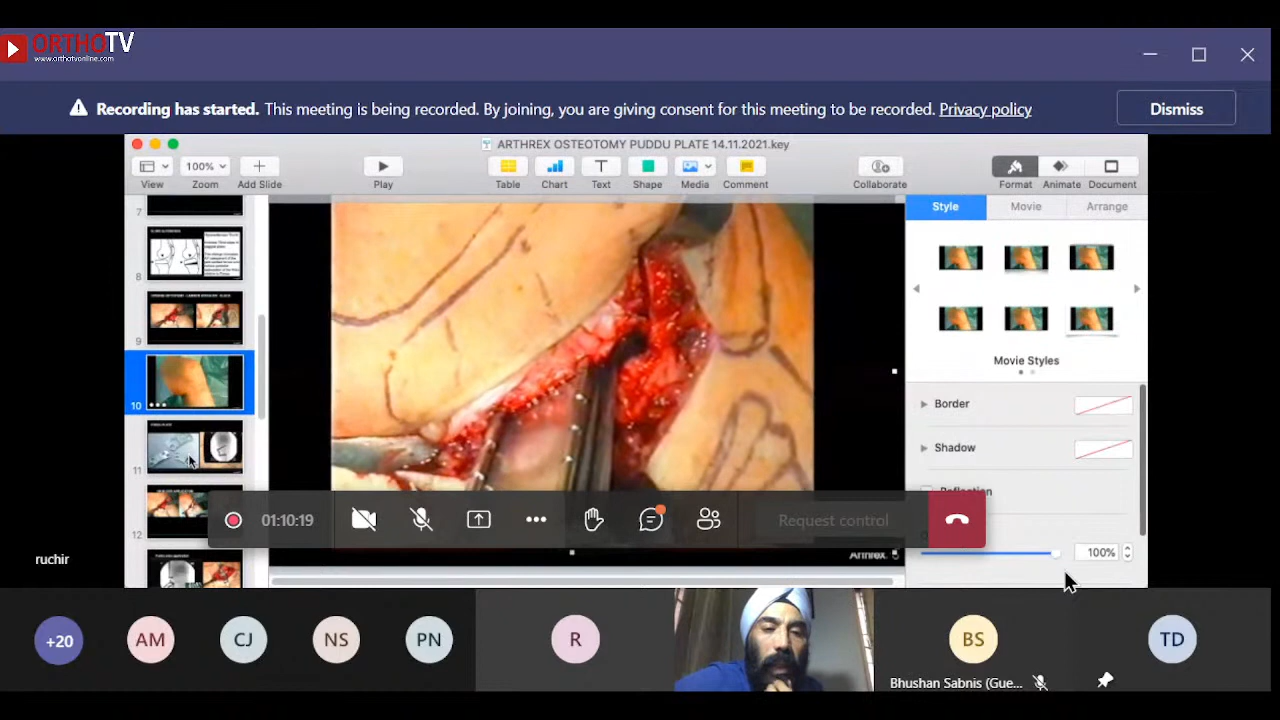 ORTHOTV
www.orthotvonline.com
Recording has started. This meeting is being recorded. By joining, you are giving consent for this meeting to be recorded. Privacy policy
Dismiss
ARTHREX OSTEOTOMY PUDDU PLATE 14.11.2021.key
100%
View
Zoom
Add Slide
Play
Table
Chart
Text
Shape
Media
Comment
Collaborate
Format
Animate
Document
Style
Movie
Arrange
7
8
9
10
11
12
Movie Styles
Border
Shadow
Reflection
100%
Arthrex
01:10:19
Request control
ruchir
+20
AM
CJ
NS
PN
R
BS
TD
Bhushan Sabnis (Gue...